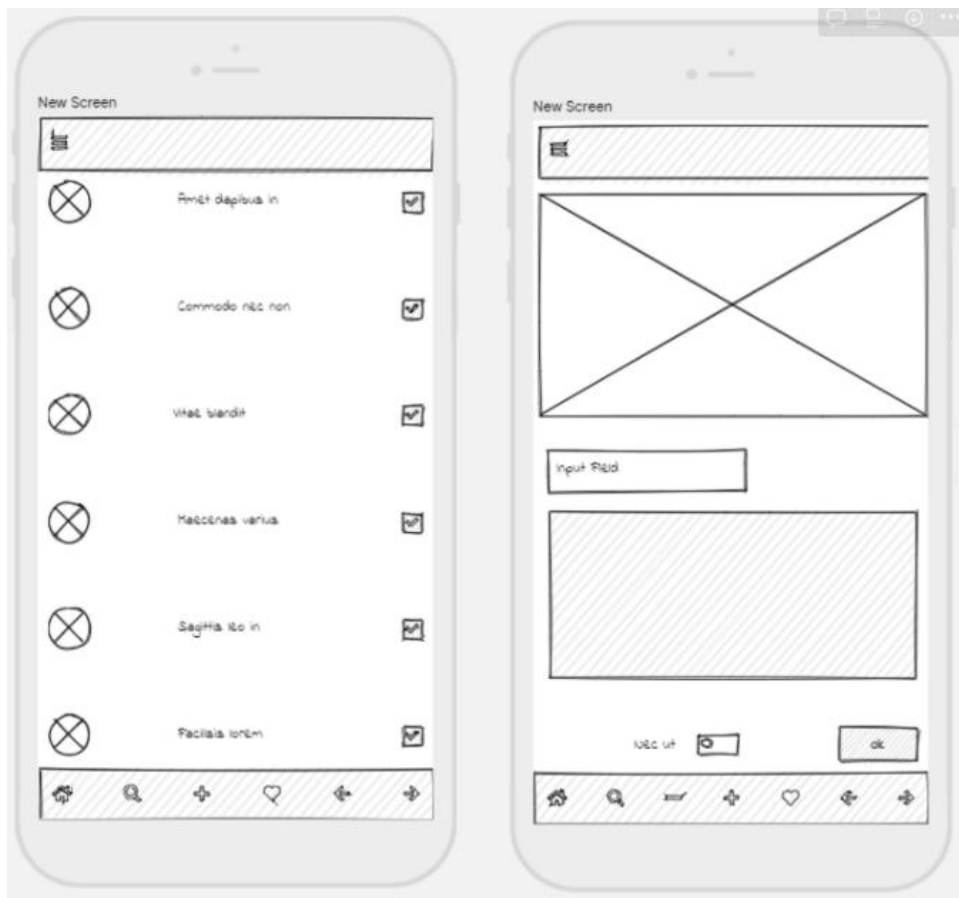 New Screen
Amet dapibus in
Commodo nec non
Vitae blandit
Maecenas varius
Sagittis leo in
Facilisis lorem
New Screen
Input Field
Nec ut
ok